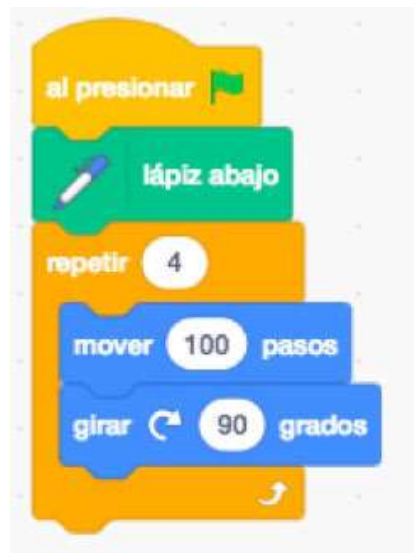 al presionar
lápiz abajo
repetir 4
mover 100 pasos
girar 90 grados